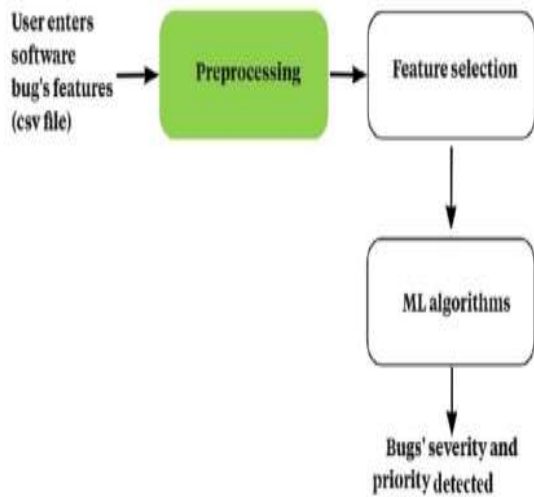 User enters
software
bug's features
(csv file)
Preprocessing
Feature selection
ML algorithms
Bugs' severity and
priority detected